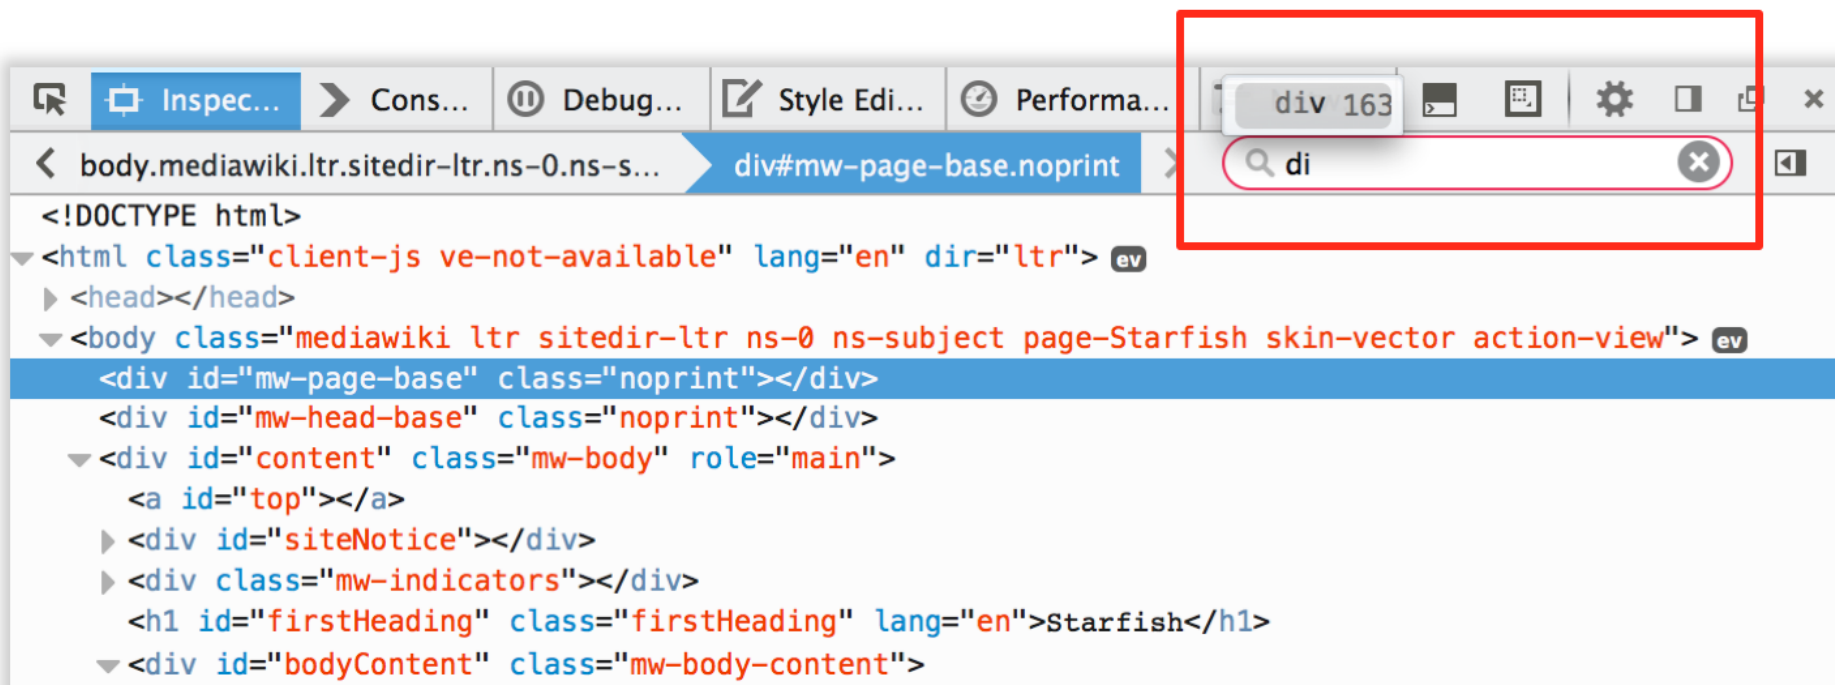 Inspec... Cons... Debug... Style Edi... Performa... div 163
body.mediawiki.ltr.sitedir-ltr.ns-0.ns-s... div#mw-page-base.noprint di
<!DOCTYPE html>
<html class="client-js ve-not-available" lang="en" dir="ltr"> ev
<head></head>
<body class="mediawiki ltr sitedir-ltr ns-0 ns-subject page-Starfish skin-vector action-view"> ev
<div id="mw-page-base" class="noprint"></div>
<div id="mw-head-base" class="noprint"></div>
<div id="content" class="mw-body" role="main">
<a id="top"></a>
<div id="siteNotice"></div>
<div class="mw-indicators"></div>
<h1 id="firstHeading" class="firstHeading" lang="en">Starfish</h1>
<div id="bodyContent" class="mw-body-content">